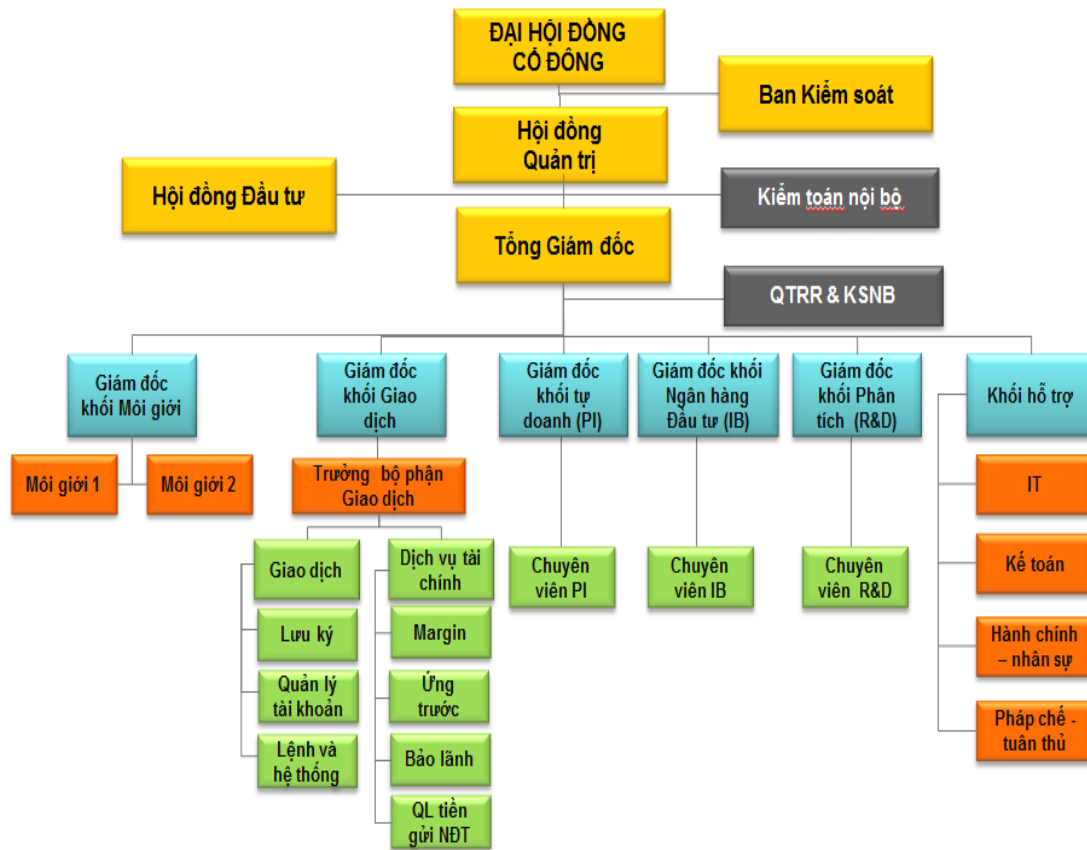 ĐẠI HỘI ĐỒNG
CỔ ĐÔNG
Ban Kiểm soát
Hội đồng
Quản trị
Hội đồng Đầu tư
Kiểm toán nội bộ
Tổng Giám đốc
QTRR & KSNB
Giám đốc
khối Môi giới
Giám đốc
khối Giao
dịch
Giám đốc
khối tự
doanh (PI)
Giám đốc khối
Ngân hàng
Đầu tư (IB)
Giám đốc
khối Phân
tích (R&D)
Khối hỗ trợ
Môi giới 1
Môi giới 2
Trưởng bộ phận
Giao dịch
IT
Giao dịch
Dịch vụ tài
chính
Chuyên
viên PI
Chuyên
viên IB
Chuyên
viên R&D
Kế toán
Lưu ký
Margin
Hành chính
– nhân sự
Quản lý
tài khoản
Ứng
trước
Pháp chế -
tuân thủ
Lệnh và
hệ thống
Bảo lãnh
QL tiền
gửi NĐT